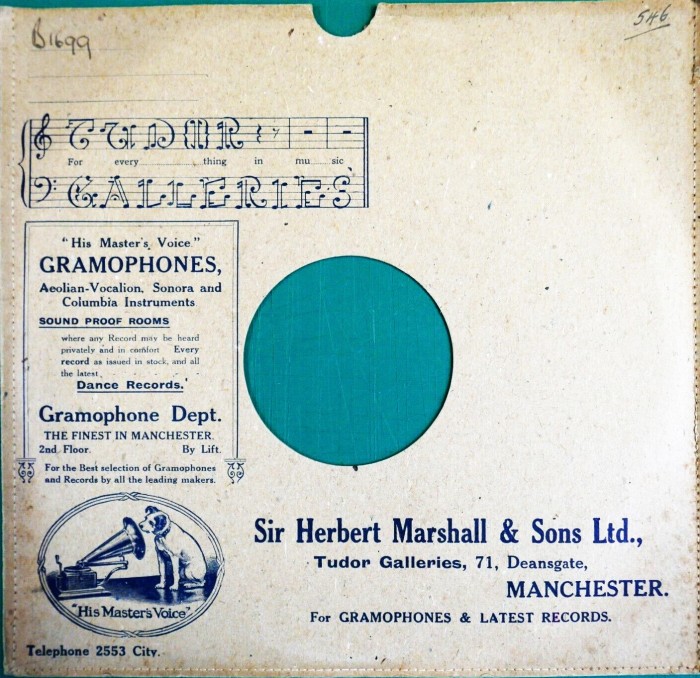 B1699
546
TUDOR
For every thing in mu sic
GALLERIES
"His Master's Voice"
GRAMOPHONES,
Aeolian-Vocalion, Sonora and
Columbia Instruments
SOUND PROOF ROOMS
where any Record may be heard
privately and in comfort Every
record as issued in stock, and all
the latest
Dance Records.'
Gramophone Dept.
THE FINEST IN MANCHESTER.
2nd Floor. By Lift.
For the Best selection of Gramophones
and Records by all the leading makers.
"His Master's Voice"
Telephone 2553 City.
Sir Herbert Marshall & Sons Ltd.,
Tudor Galleries, 71, Deansgate,
MANCHESTER.
For GRAMOPHONES & LATEST RECORDS.